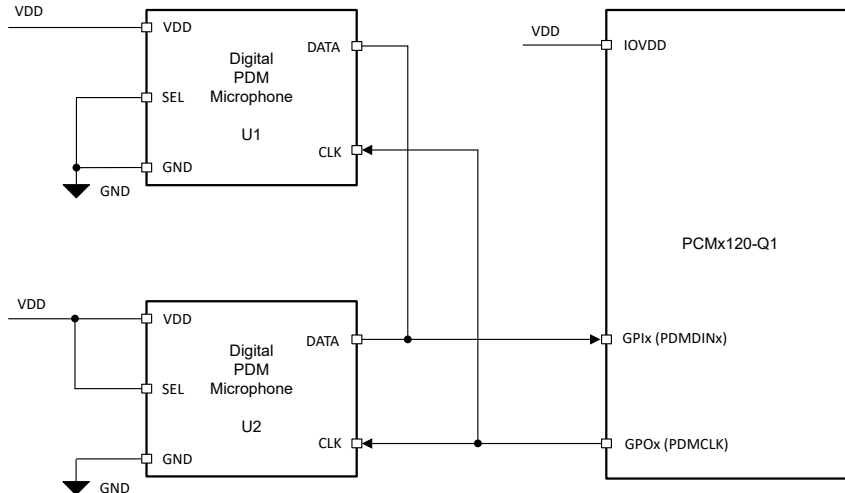 VDD
VDD
DATA
Digital
PDM
Microphone
U1
SEL
CLK
GND
GND
VDD
IOVDD
PCMx120-Q1
VDD
VDD
DATA
Digital
PDM
Microphone
U2
SEL
CLK
GND
GND
GPIx (PDMDINx)
GPOx (PDMCLK)